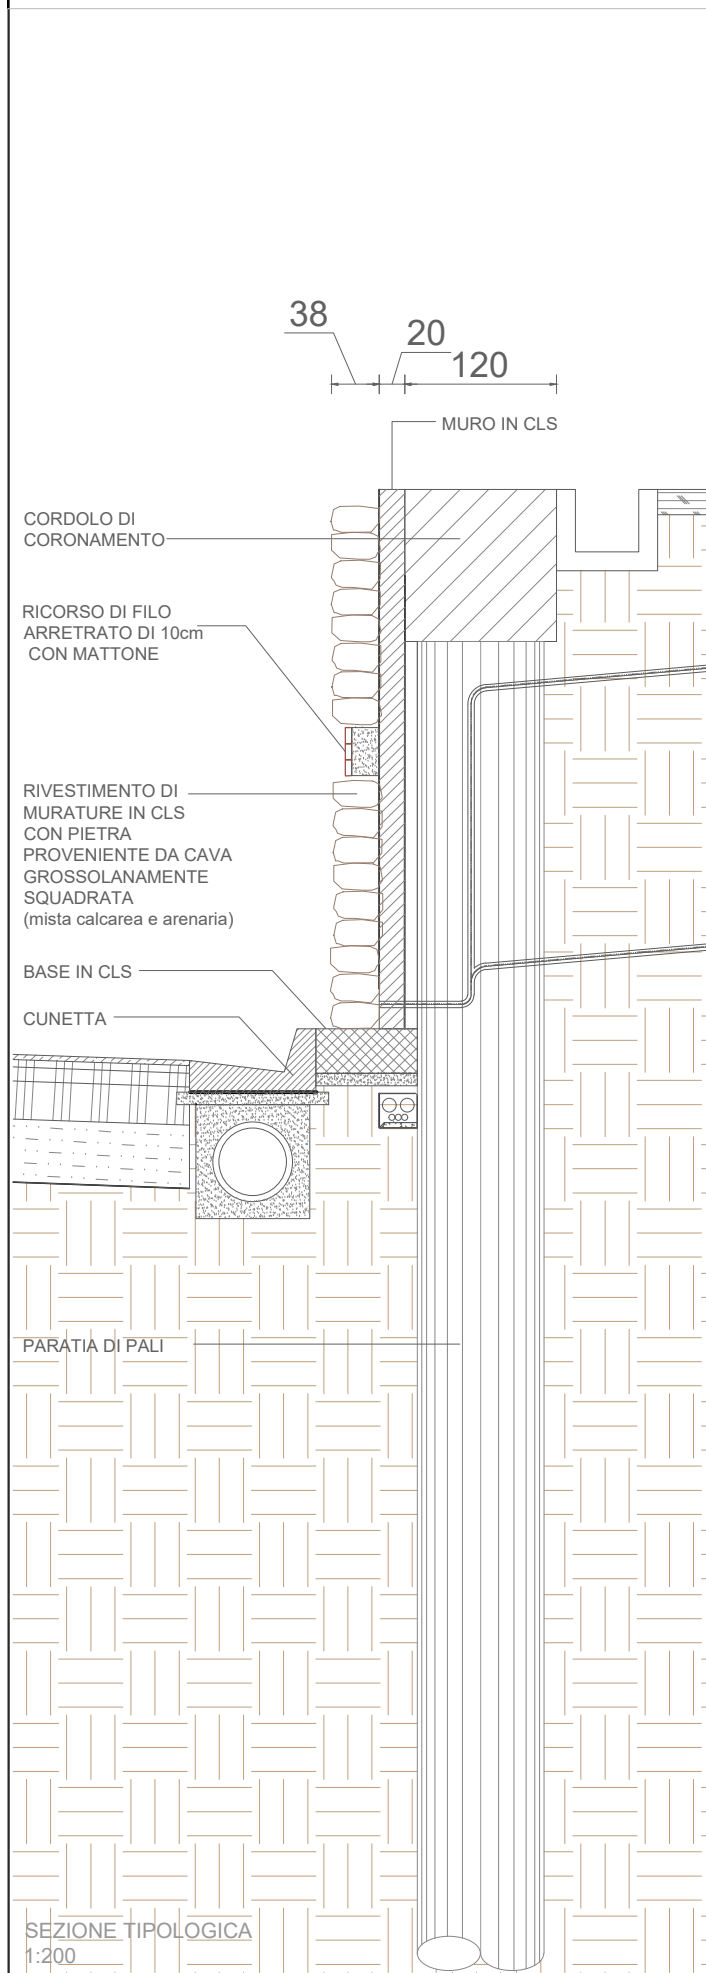 38
20
120
MURO IN CLS
CORDOLO DI
CORONAMENTO
RICORSO DI FILO
ARRETRATO DI 10cm
CON MATTONE
RIVESTIMENTO DI
MURATURE IN CLS
CON PIETRA
PROVENIENTE DA CAVA
GROSSOLANAMENTE
SQUADRATA
(mista calcarea e arenaria)
BASE IN CLS
CUNETTA
PARATIA DI PALI
SEZIONE TIPOLOGICA
1:200